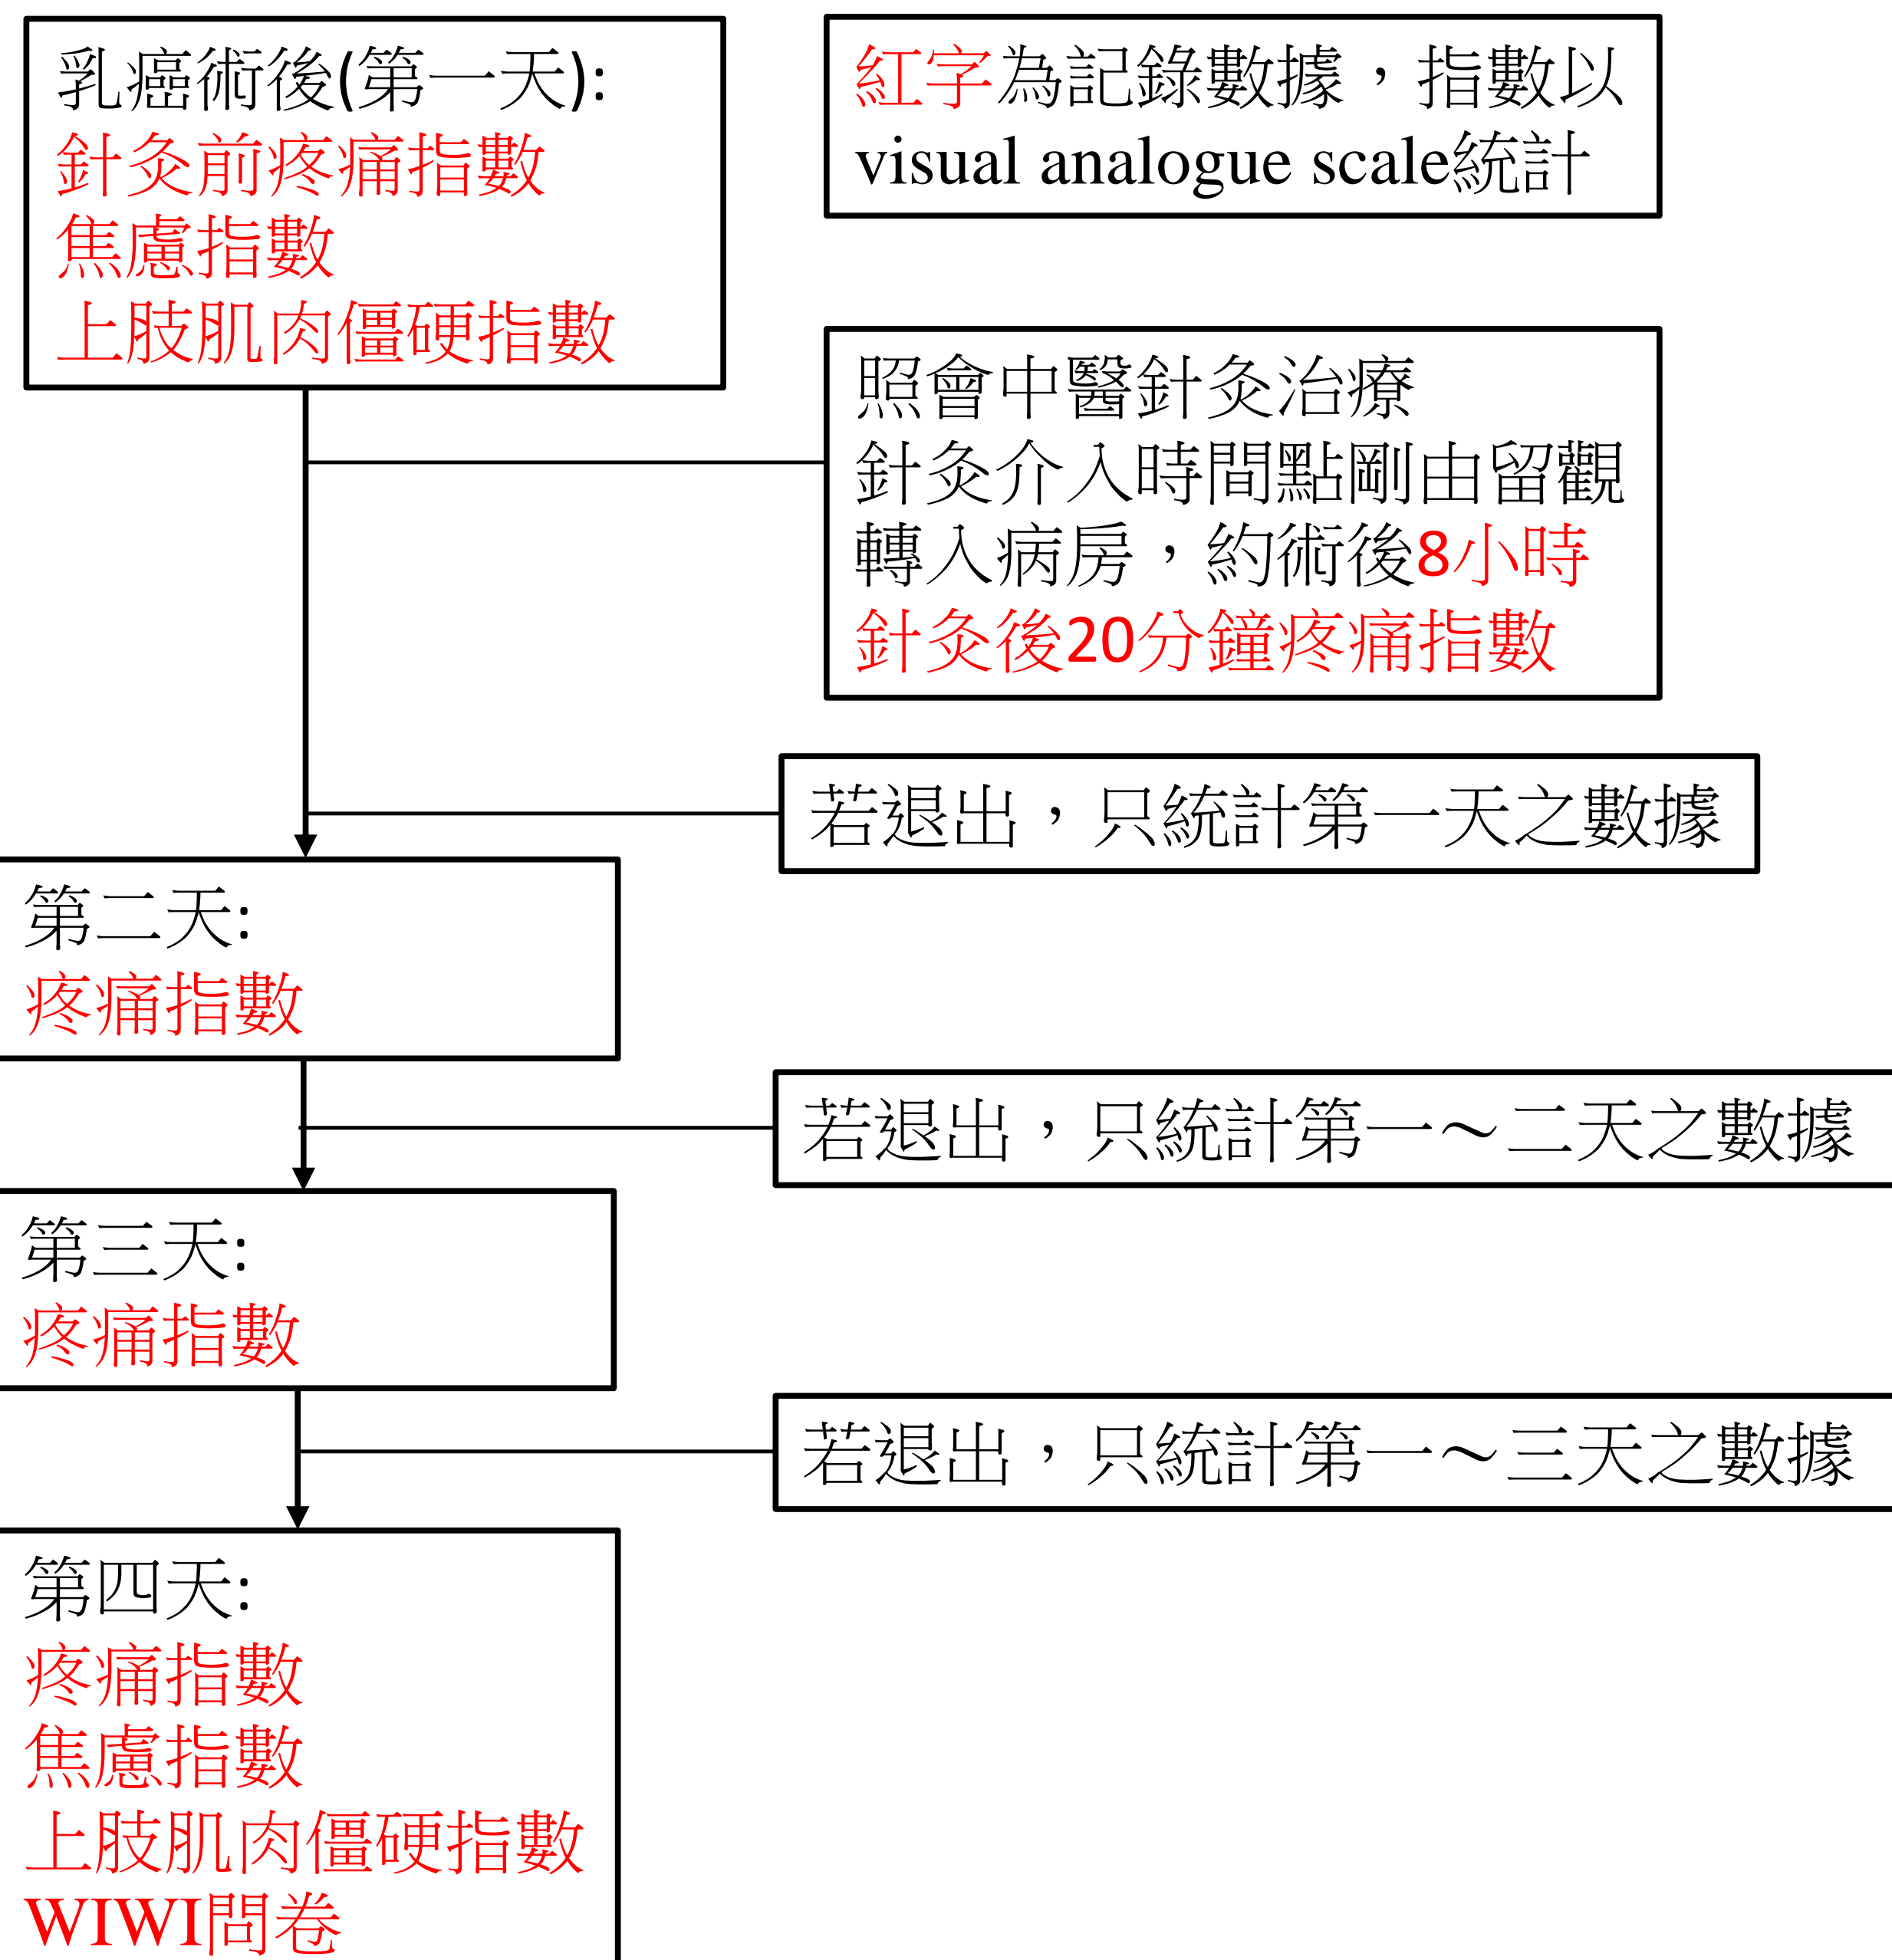 乳癌術後(第一天):
針灸前疼痛指數
焦慮指數
上肢肌肉僵硬指數
紅字為記錄數據，指數以
visual analogue scale統計
照會中醫針灸治療
針灸介入時間點剛由留觀
轉入病房，約術後8小時
針灸後20分鐘疼痛指數
若退出，只統計第一天之數據
第二天:
疼痛指數
若退出，只統計第一～二天之數據
第三天:
疼痛指數
若退出，只統計第一～三天之數據
第四天:
疼痛指數
焦慮指數
上肢肌肉僵硬指數
WIWI問卷